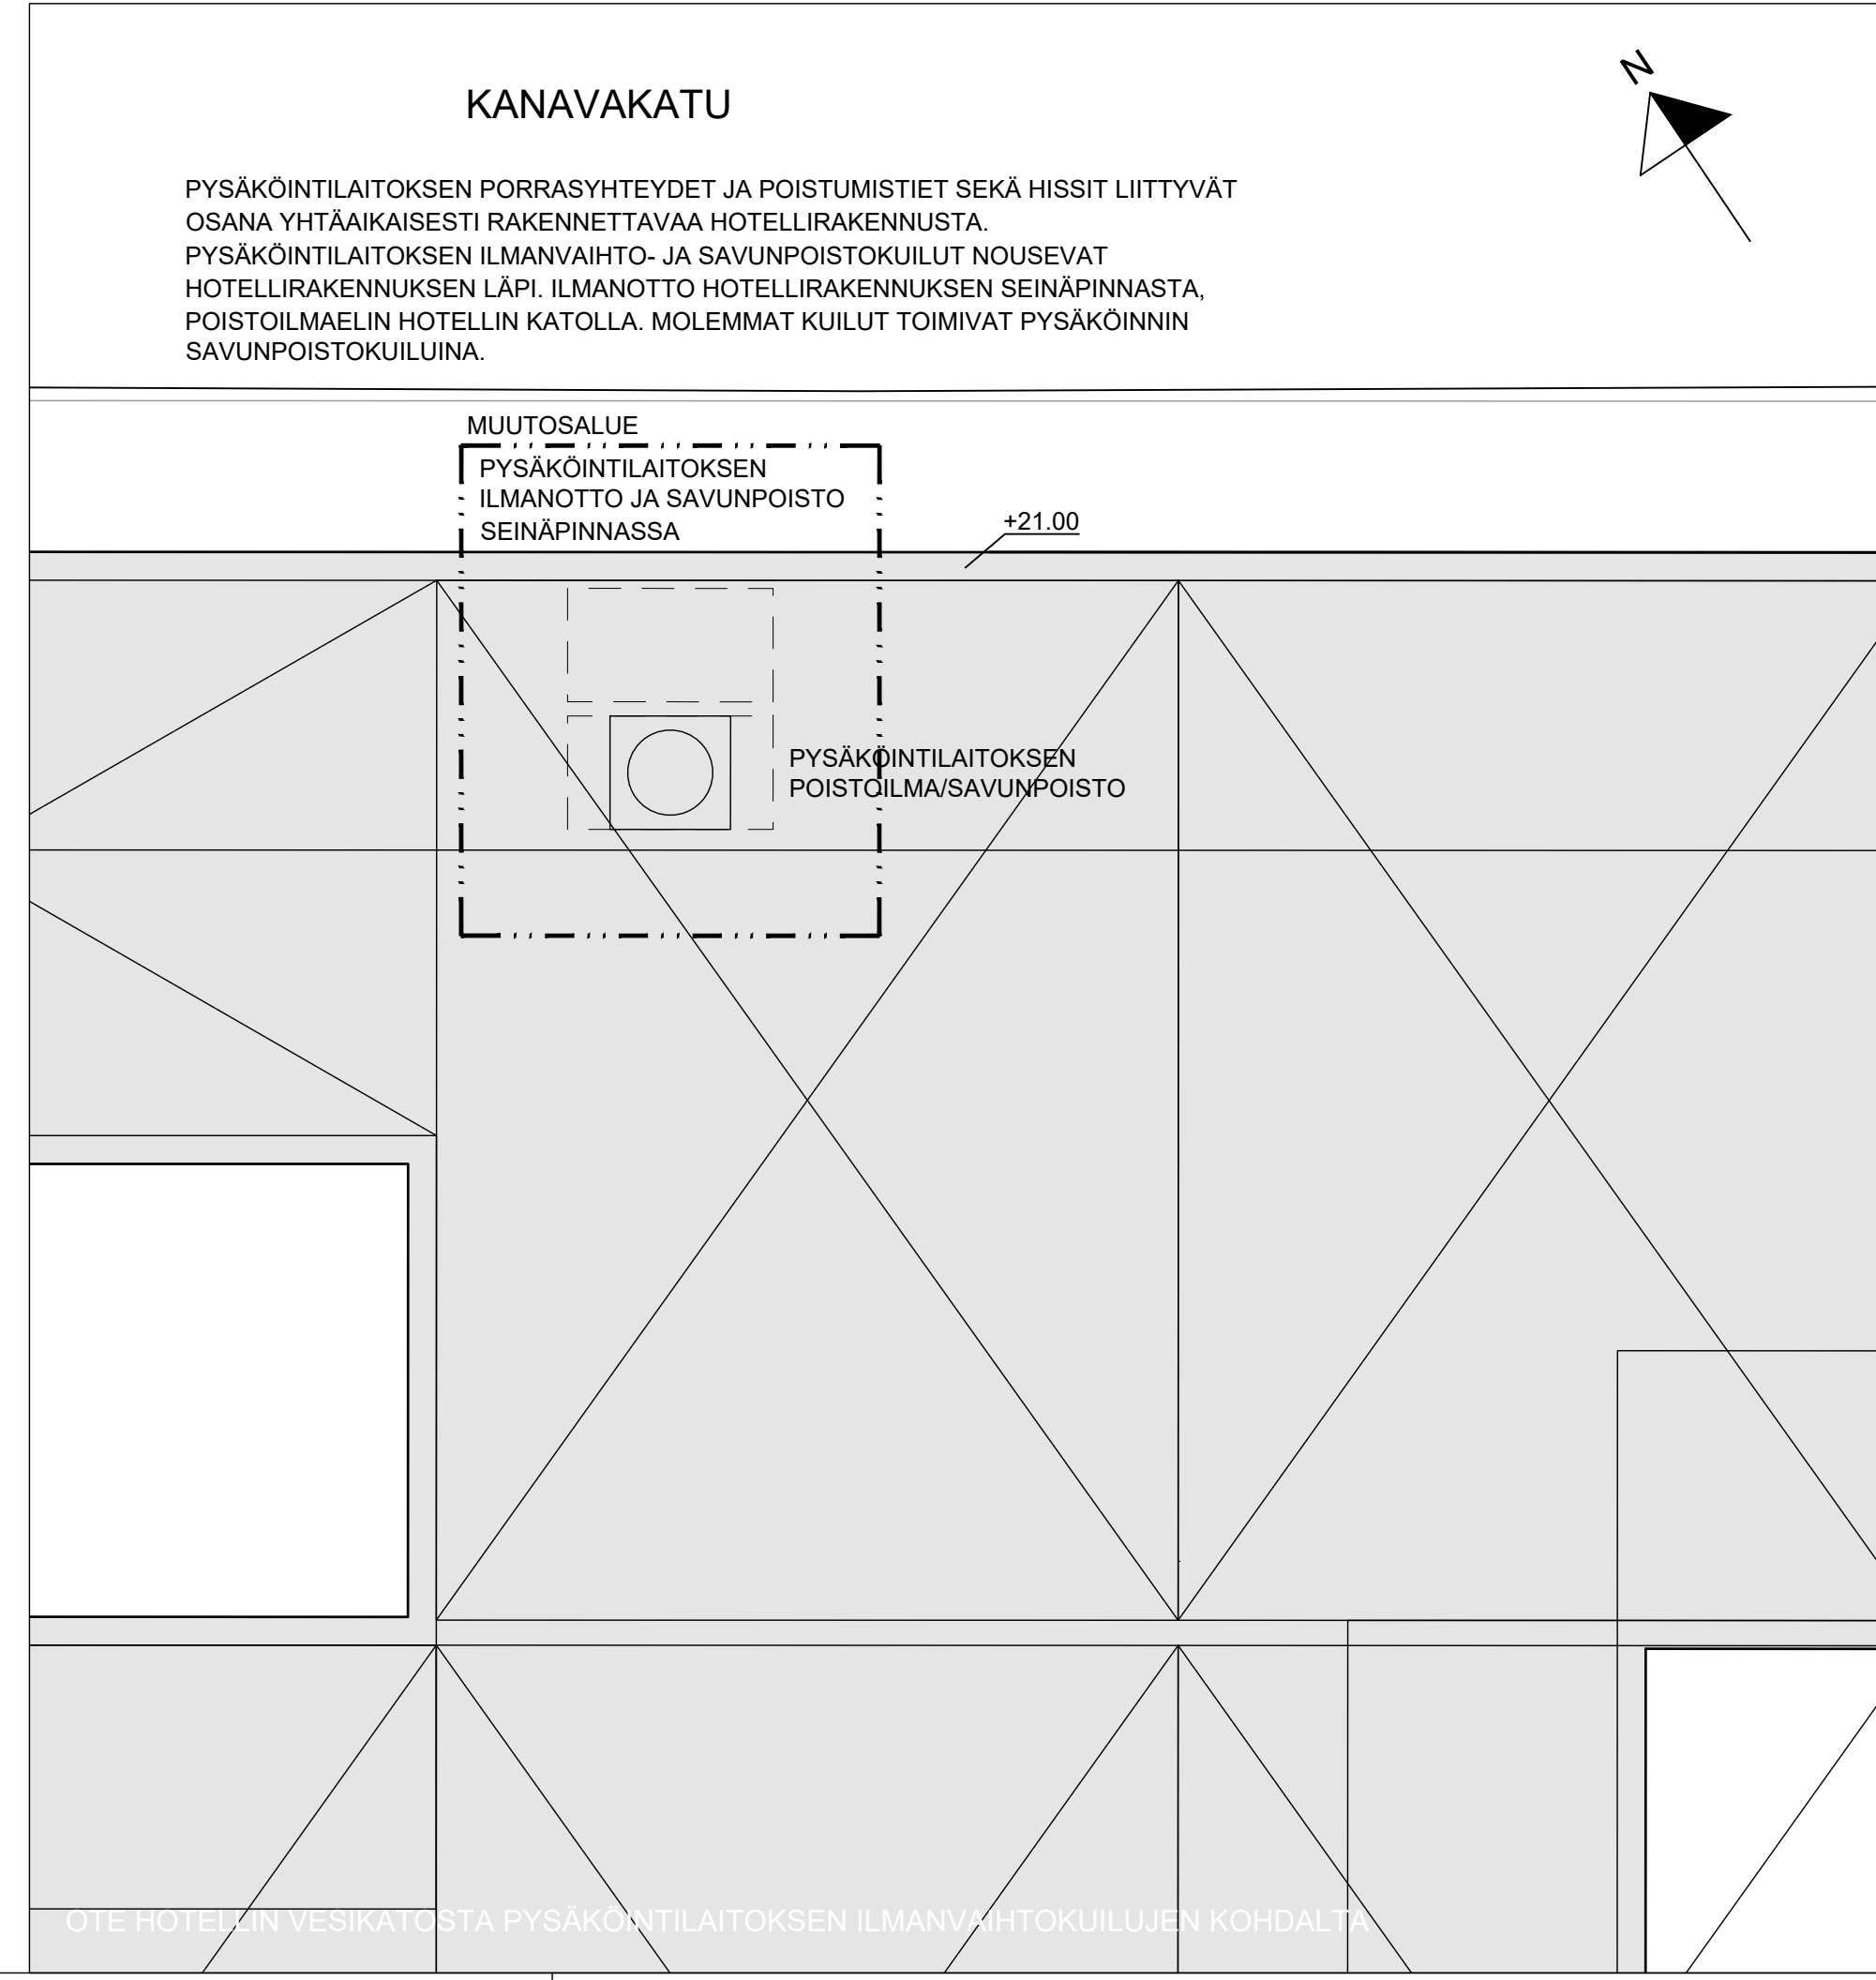 KANAVAKATU
N
PYSÄKÖINTILAITOKSEN PORRASYHTEYDET JA POISTUMISTIET SEKÄ HISSIT LIITTYVÄT
OSANA YHTÄAIKAISESTI RAKENNETTAVAA HOTELLIRAKENNUSTA.
PYSÄKÖINTILAITOKSEN ILMANVAIHTO- JA SAVUNPOISTOKUILUT NOUSEVAT
HOTELLIRAKENNUKSEN LÄPI. ILMANOTTO HOTELLIRAKENNUKSEN SEINÄPINNASTA,
POISTOILMAELIN HOTELLIN KATOLLA. MOLEMMAT KUILUT TOIMIVAT PYSÄKÖINNIN
SAVUNPOISTOKUILUINA.
MUUTOSALUE
PYSÄKÖINTILAITOKSEN
ILMANOTTO JA SAVUNPOISTO
SEINÄPINNASSA
+21.00
PYSÄKÖINTILAITOKSEN
POISTOILMA/SAVUNPOISTO
OTE HOTELLIN VESIKATOSTA PYSÄKÖINTILAITOKSEN ILMANVAIHTOKUILUJEN KOHDALTA